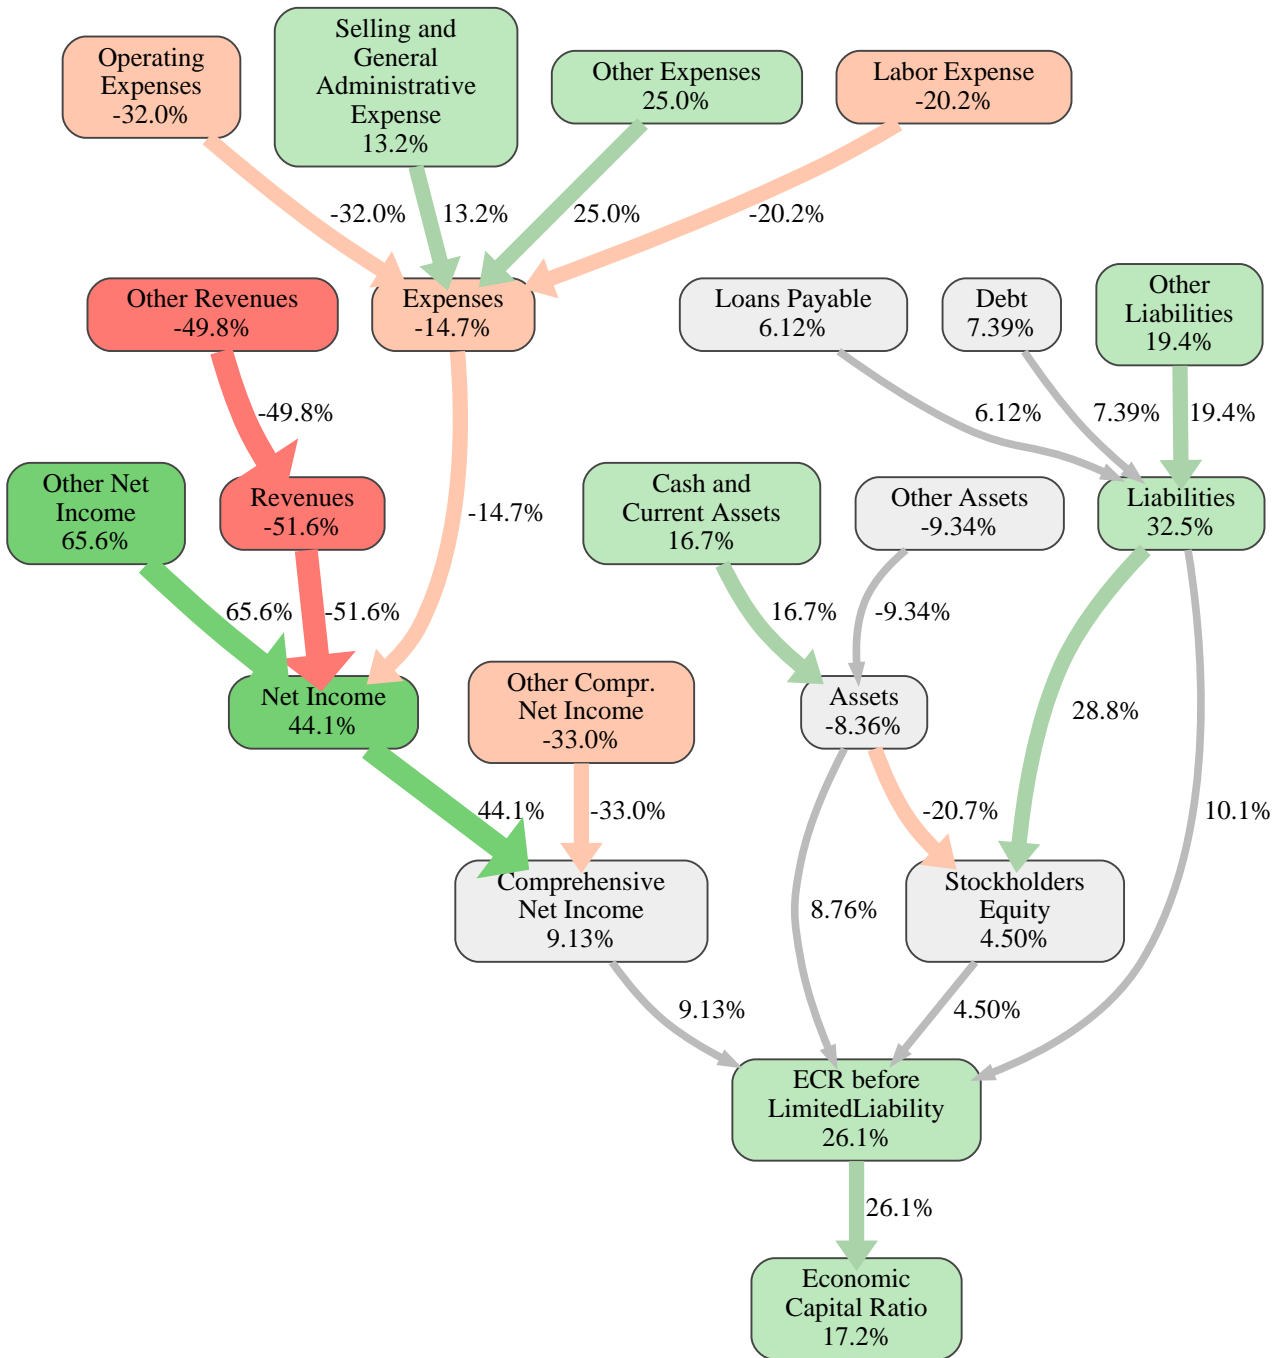 Operating
Expenses
-32.0%
Selling and
General
Administrative
Expense
13.2%
Other Expenses
25.0%
Labor Expense
-20.2%
-32.0%
13.2%
25.0%
-20.2%
Other Revenues
-49.8%
Expenses
-14.7%
Loans Payable
6.12%
Debt
7.39%
Other
Liabilities
19.4%
-49.8%
6.12%
7.39%
19.4%
Other Net
Income
65.6%
Revenues
-51.6%
-14.7%
Cash and
Current Assets
16.7%
Other Assets
-9.34%
Liabilities
32.5%
65.6%
-51.6%
16.7%
-9.34%
Net Income
44.1%
Other Compr.
Net Income
-33.0%
Assets
-8.36%
28.8%
44.1%
-33.0%
-20.7%
10.1%
Comprehensive
Net Income
9.13%
8.76%
Stockholders
Equity
4.50%
9.13%
4.50%
ECR before
LimitedLiability
26.1%
26.1%
Economic
Capital Ratio
17.2%